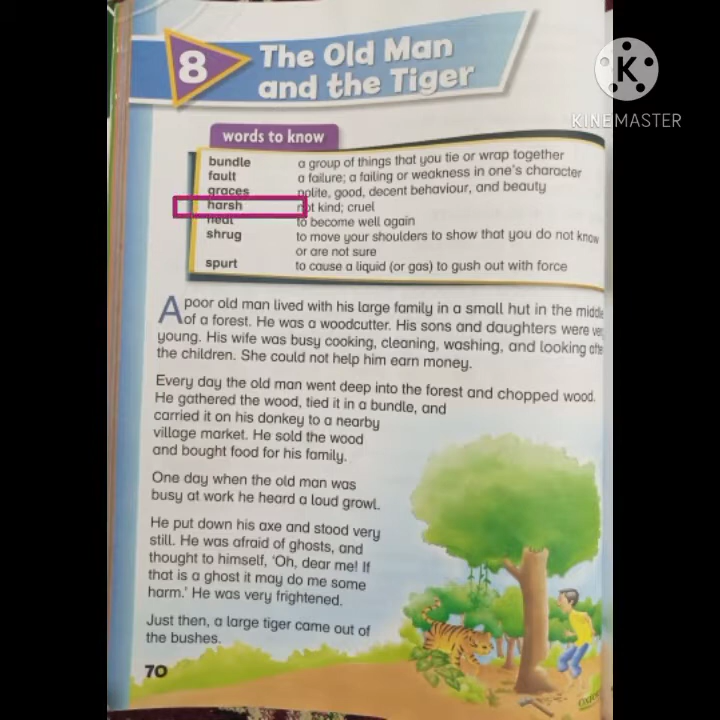 8
The Old Man
and the Tiger
KINEMASTER
words to know
bundle a group of things that you tie or wrap together
fault a failure; a failing or weakness in one's character
graces polite, good, decent behaviour, and beauty
harsh not kind; cruel
heal to become well again
shrug to move your shoulders to show that you do not know
or are not sure
spurt to cause a liquid (or gas) to gush out with force
A poor old man lived with his large family in a small hut in the middle
of a forest. He was a woodcutter. His sons and daughters were very
young. His wife was busy cooking, cleaning, washing, and looking afte
the children. She could not help him earn money.
Every day the old man went deep into the forest and chopped wood.
He gathered the wood, tied it in a bundle, and
carried it on his donkey to a nearby
village market. He sold the wood
and bought food for his family.
One day when the old man was
busy at work he heard a loud growl.
He put down his axe and stood very
still. He was afraid of ghosts, and
thought to himself, 'Oh, dear me! If
that is a ghost it may do me some
harm.' He was very frightened.
Just then, a large tiger came out of
the bushes.
70